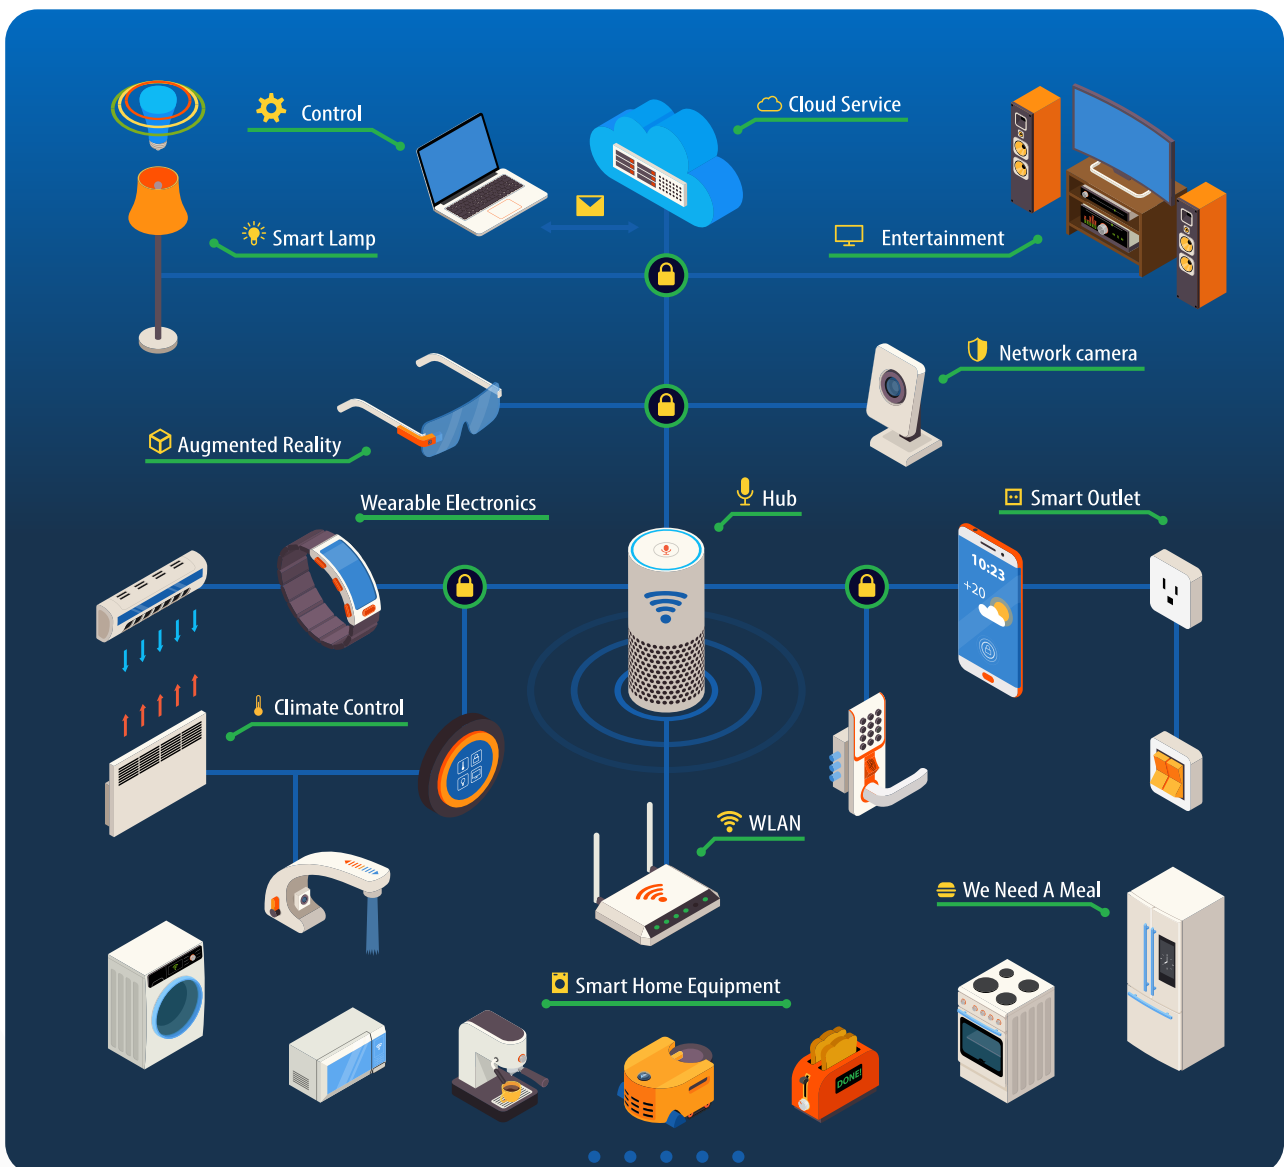 Control
Cloud Service
Smart Lamp
Entertainment
Network camera
Augmented Reality
Wearable Electronics
Hub
Smart Outlet
10:23
+20
Climate Control
WLAN
We Need A Meal
Smart Home Equipment
DONE!